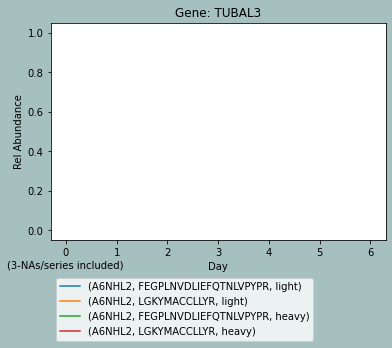 Gene: TUBAL3
1.0
0.8
0.6
0.4
0.2
0.0
Rel Abundance
0 1 2 3 4 5 6
(3-NAs/series included)
Day
(A6NHL2, FEGPLNVDLIEFQTNLVPYPR, light)
(A6NHL2, LGKYMACCLLYR, light)
(A6NHL2, FEGPLNVDLIEFQTNLVPYPR, heavy)
(A6NHL2, LGKYMACCLLYR, heavy)